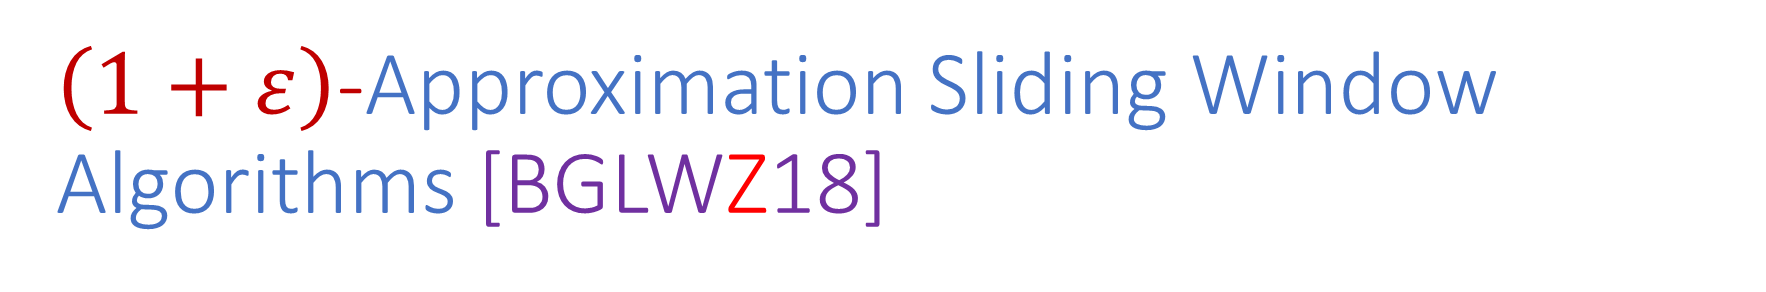 (1 + ε)-Approximation Sliding Window
Algorithms [BGLWZ18]